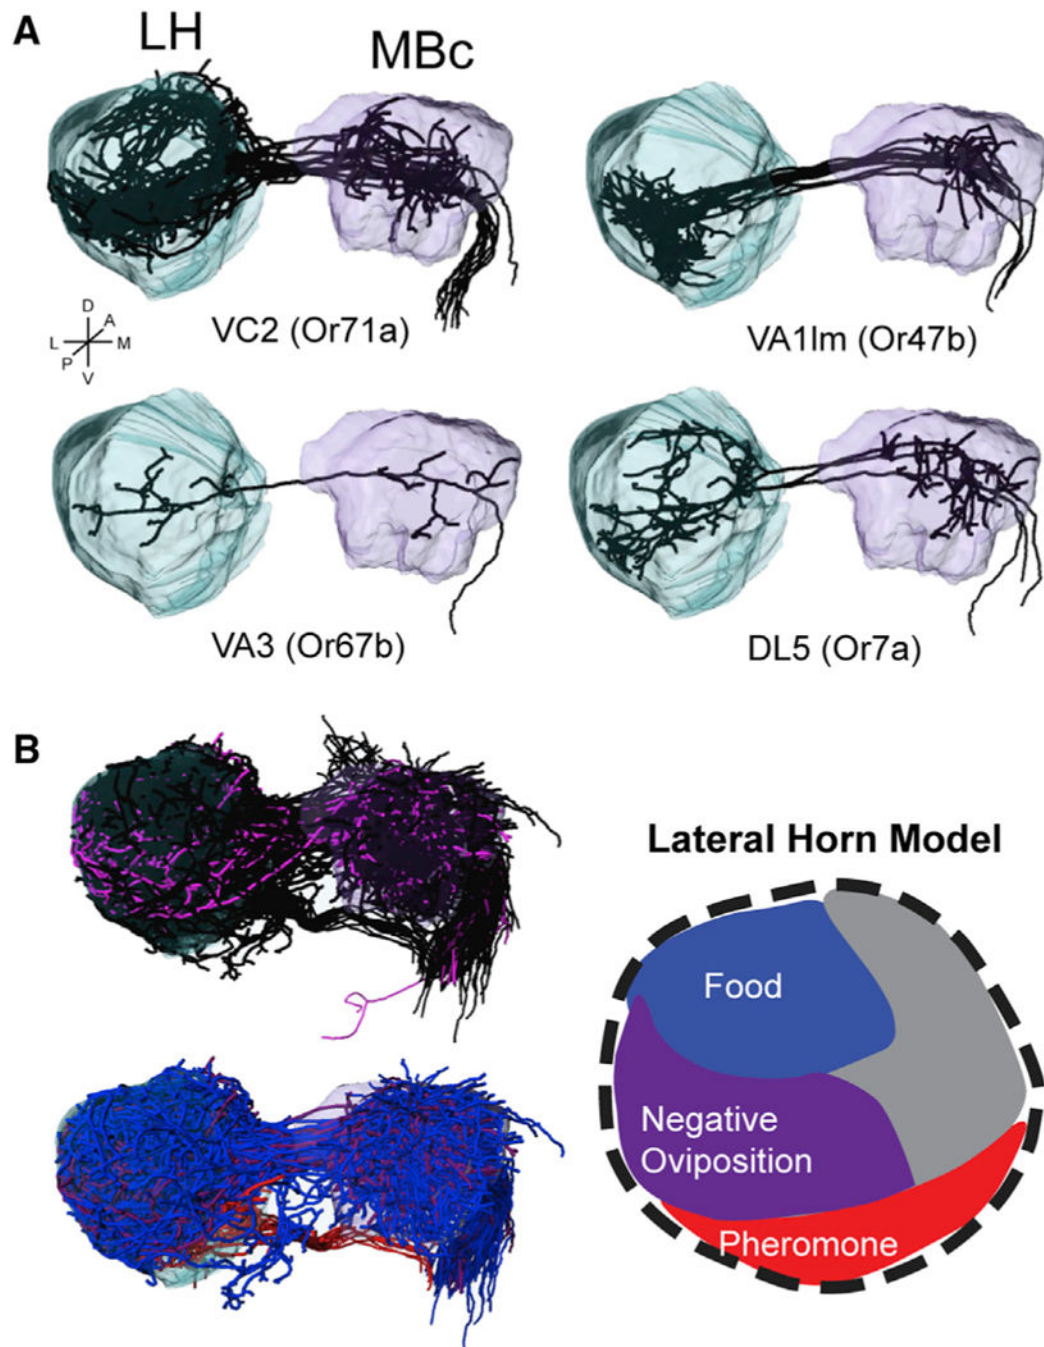 A
LH
MBc
VC2 (Or71a)
VA1lm (Or47b)
D
A
L
M
P
V
VA3 (Or67b)
DL5 (Or7a)
B
Lateral Horn Model
Food
Negative
Oviposition
Pheromone